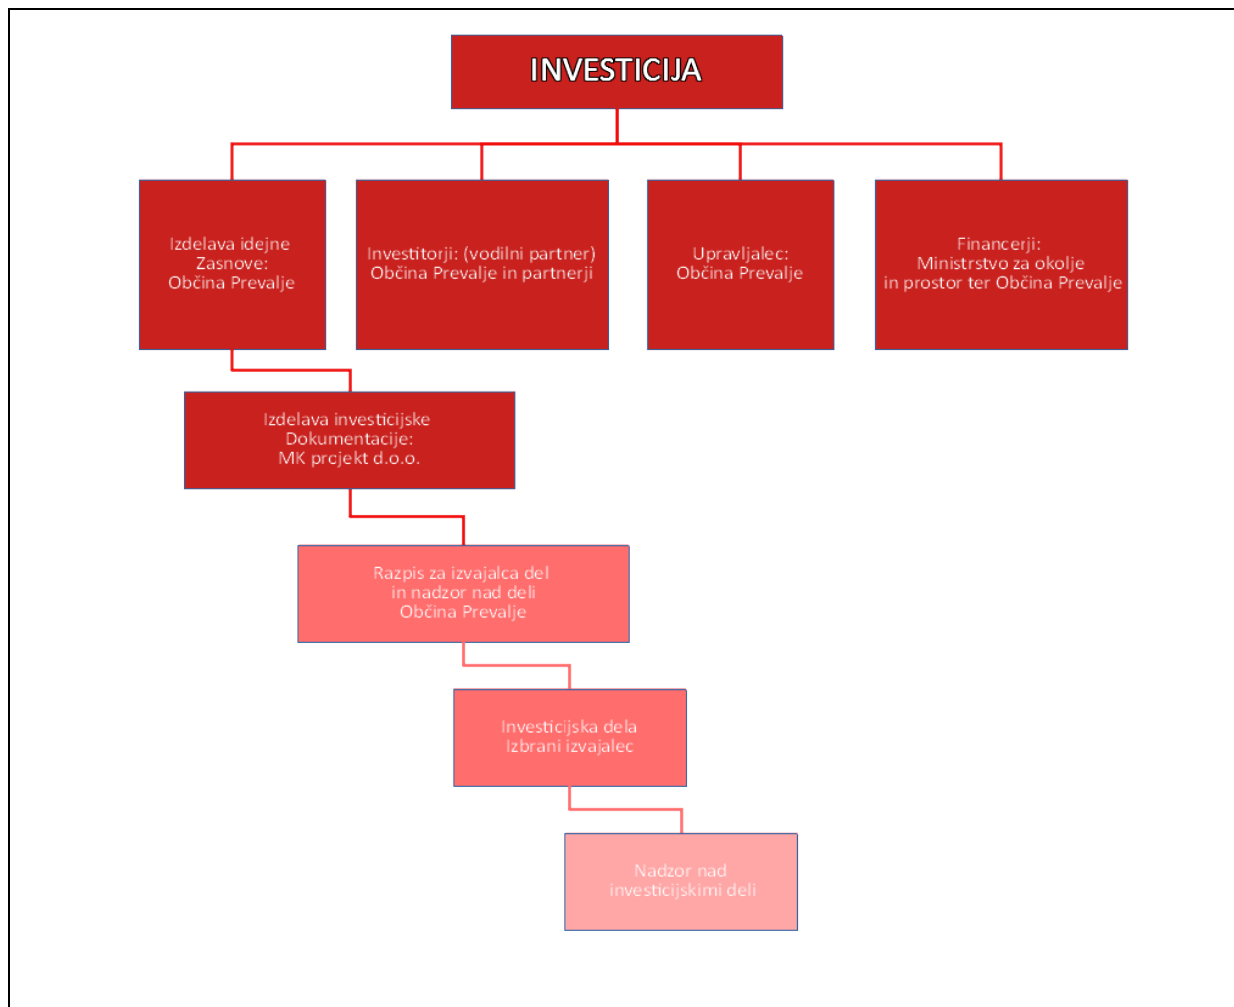 INVESTICIJA
Izdelava idejne
Zasnove:
Občina Prevalje
Investitorji: (vodilni partner)
Občina Prevalje in partnerji
Upravljalec:
Občina Prevalje
Financerji:
Ministrstvo za okolje
in prostor ter Občina Prevalje
Izdelava investicijske
Dokumentacije:
MK projekt d.o.o.
Razpis za izvajalca del
in nadzor nad deli
Občina Prevalje
Investicijska dela
Izbrani izvajalec
Nadzor nad
investicijskimi deli